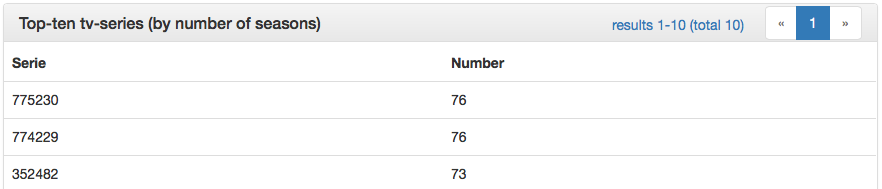 Top-ten tv-series (by number of seasons) results 1-10 (total 10) « 1 »
Serie Number
775230 76
774229 76
352482 73